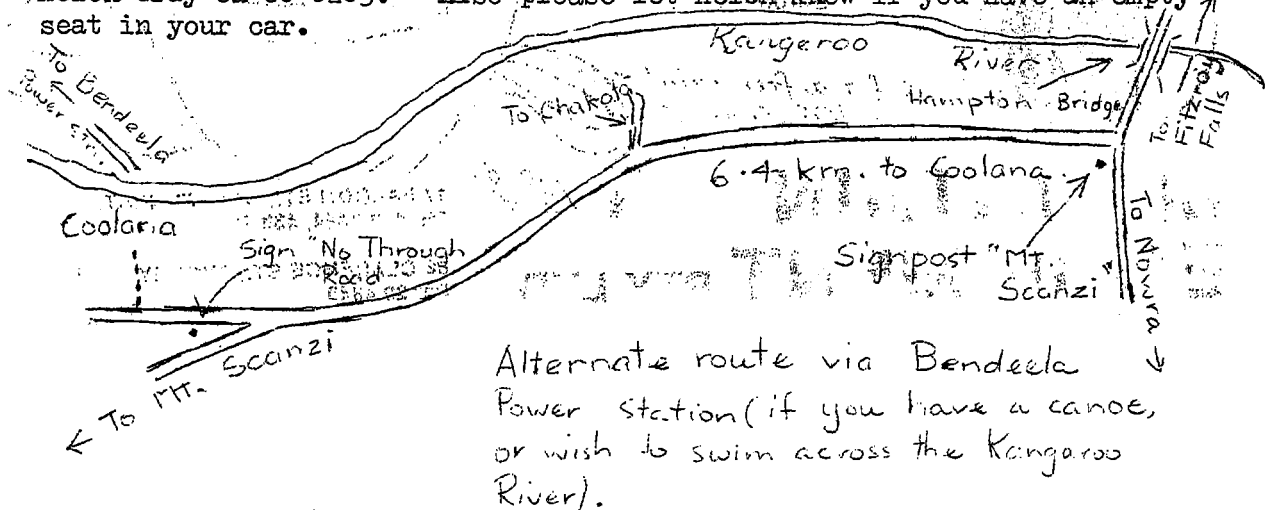 seat in your car.
Kangaroo
River
To Bendeela
Power Stn.
To Chakola
Hampton Bridge
To
Fitzroy
Falls
6.4 km. to Coolana
Coolana
Sign "No Through
Road"
Signpost "Mt.
Scanzi"
To Nowra
To Mt. Scanzi
Alternate route via Bendeela
Power Station (if you have a canoe,
or wish to swim across the Kangaroo
River).